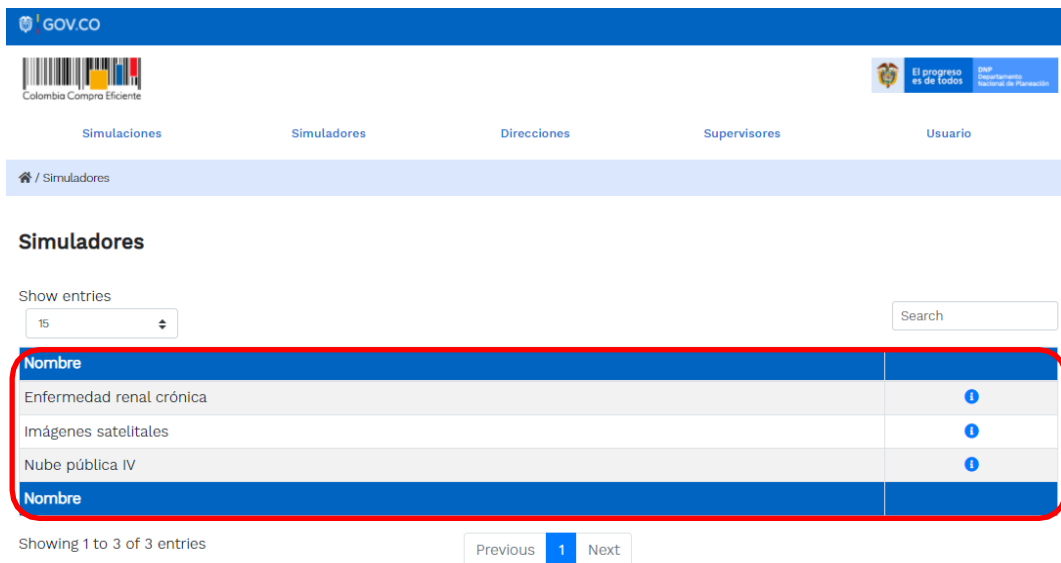 GOV.CO
Colombia Compra Eficiente
El progreso
es de todos
DNP
Departamento
Nacional de Planeación
Simulaciones Simuladores Direcciones Supervisores Usuario
/ Simuladores
Simuladores
Show entries
15
Search
Nombre
Enfermedad renal crónica
Imágenes satelitales
Nube pública IV
Nombre
Showing 1 to 3 of 3 entries
Previous 1 Next